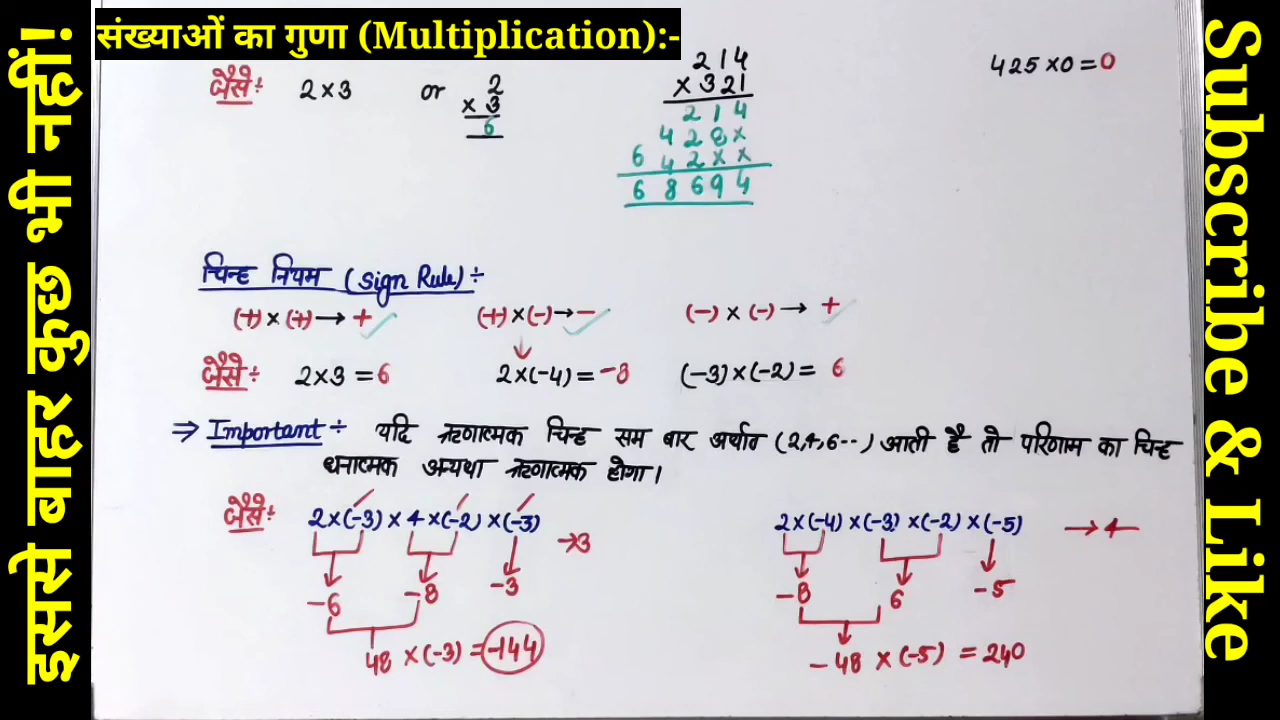 संख्याओं का गुणा (Multiplication):-
इससे बाहर कुछ भी नहीं!
Subscribe & Like
जैसे÷ 2×3 or 2
× 3
6
214
×321
214
428×
642××
68694
425×0=0
चिन्ह नियम (Sign Rule)÷
(+)×(+)→+ (+)×(-)→- (-)×(-)→+
जैसे÷ 2×3=6 2×(-4)=-8 (-3)×(-2)=6
⇒ Important÷ यदि ऋणात्मक चिन्ह सम बार अर्थात (2,4,6--) आती है तो परिणाम का चिन्ह
धनात्मक अन्यथा ऋणात्मक होगा।
जैसे÷ 2×(-3)×4×(-2)×(-3) →3
-6 -8 -3
48×(-3)=-144
2×(-4)×(-3)×(-2)×(-5) →4
-8 6 -5
-48×(-5)=240